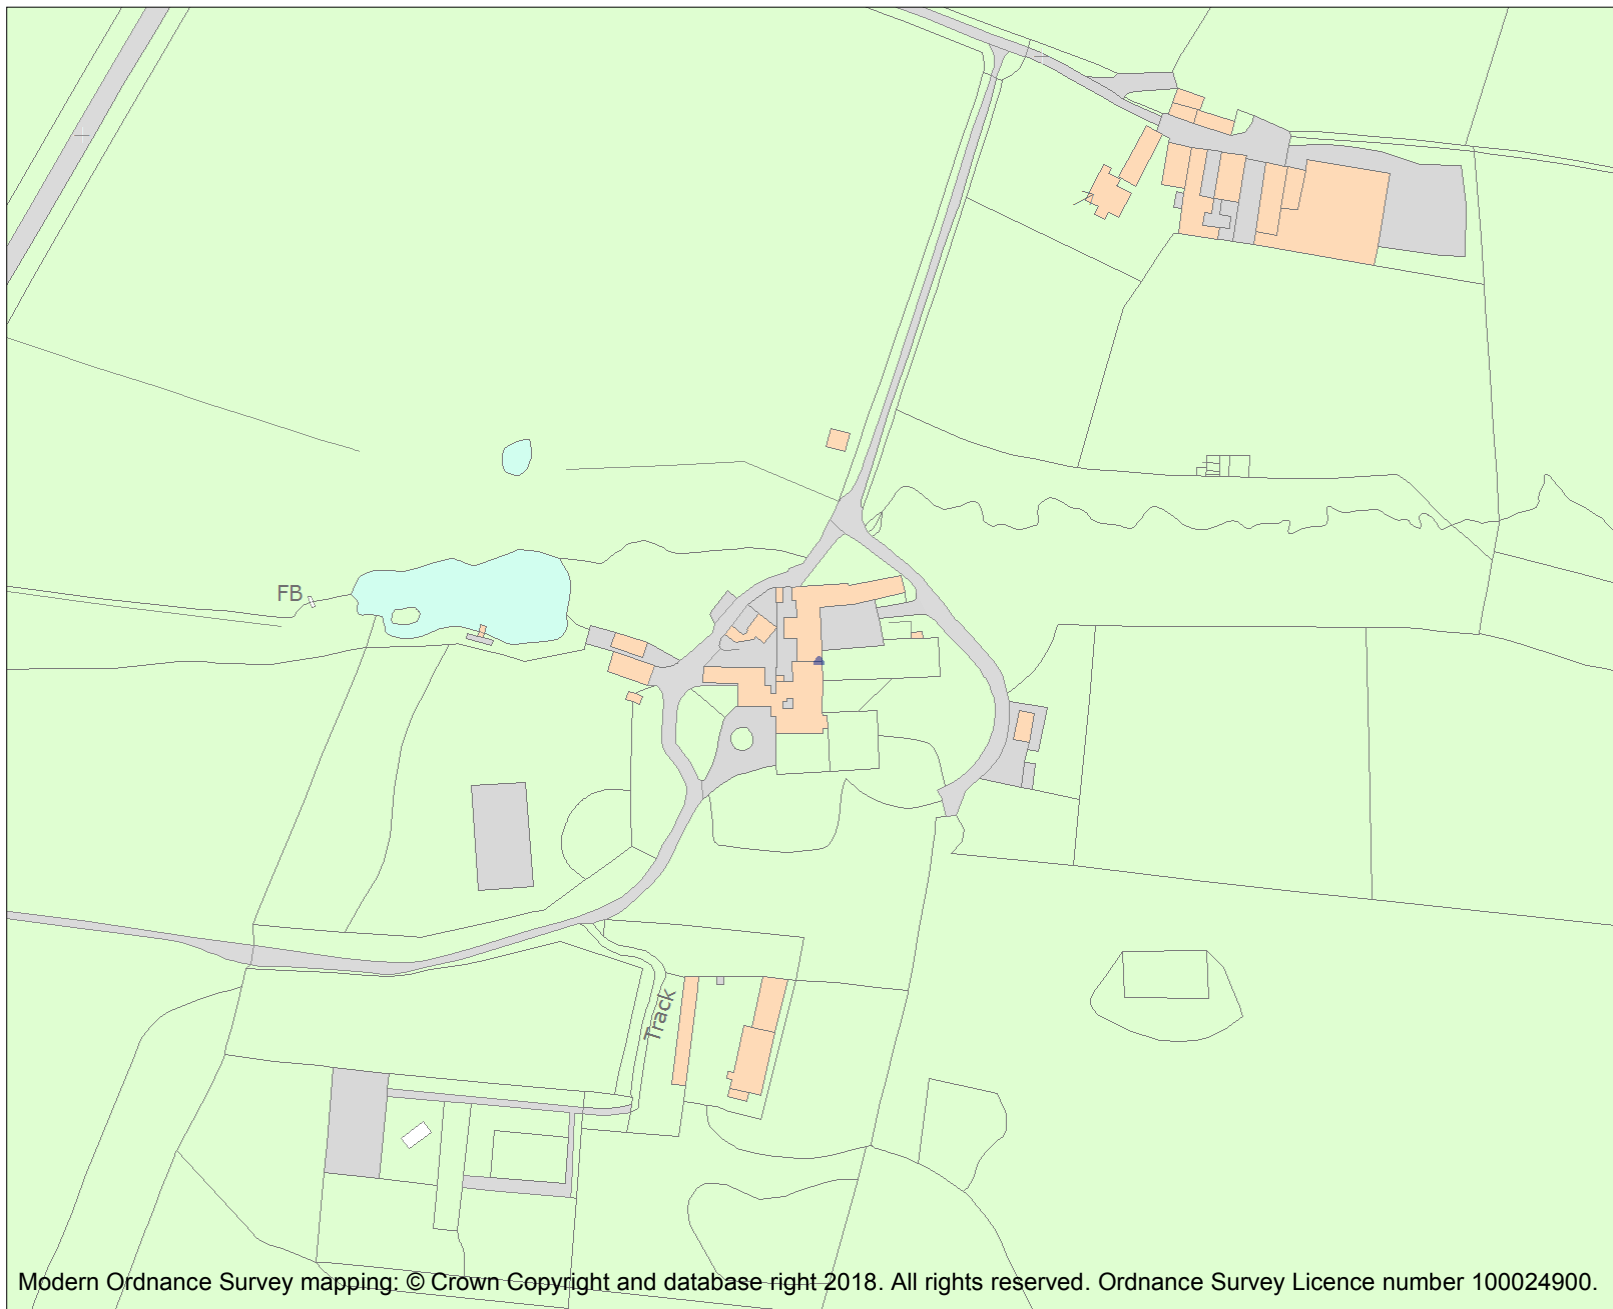 FB
Track
Modern Ordnance Survey mapping: © Crown Copyright and database right 2018. All rights reserved. Ordnance Survey Licence number 100024900.